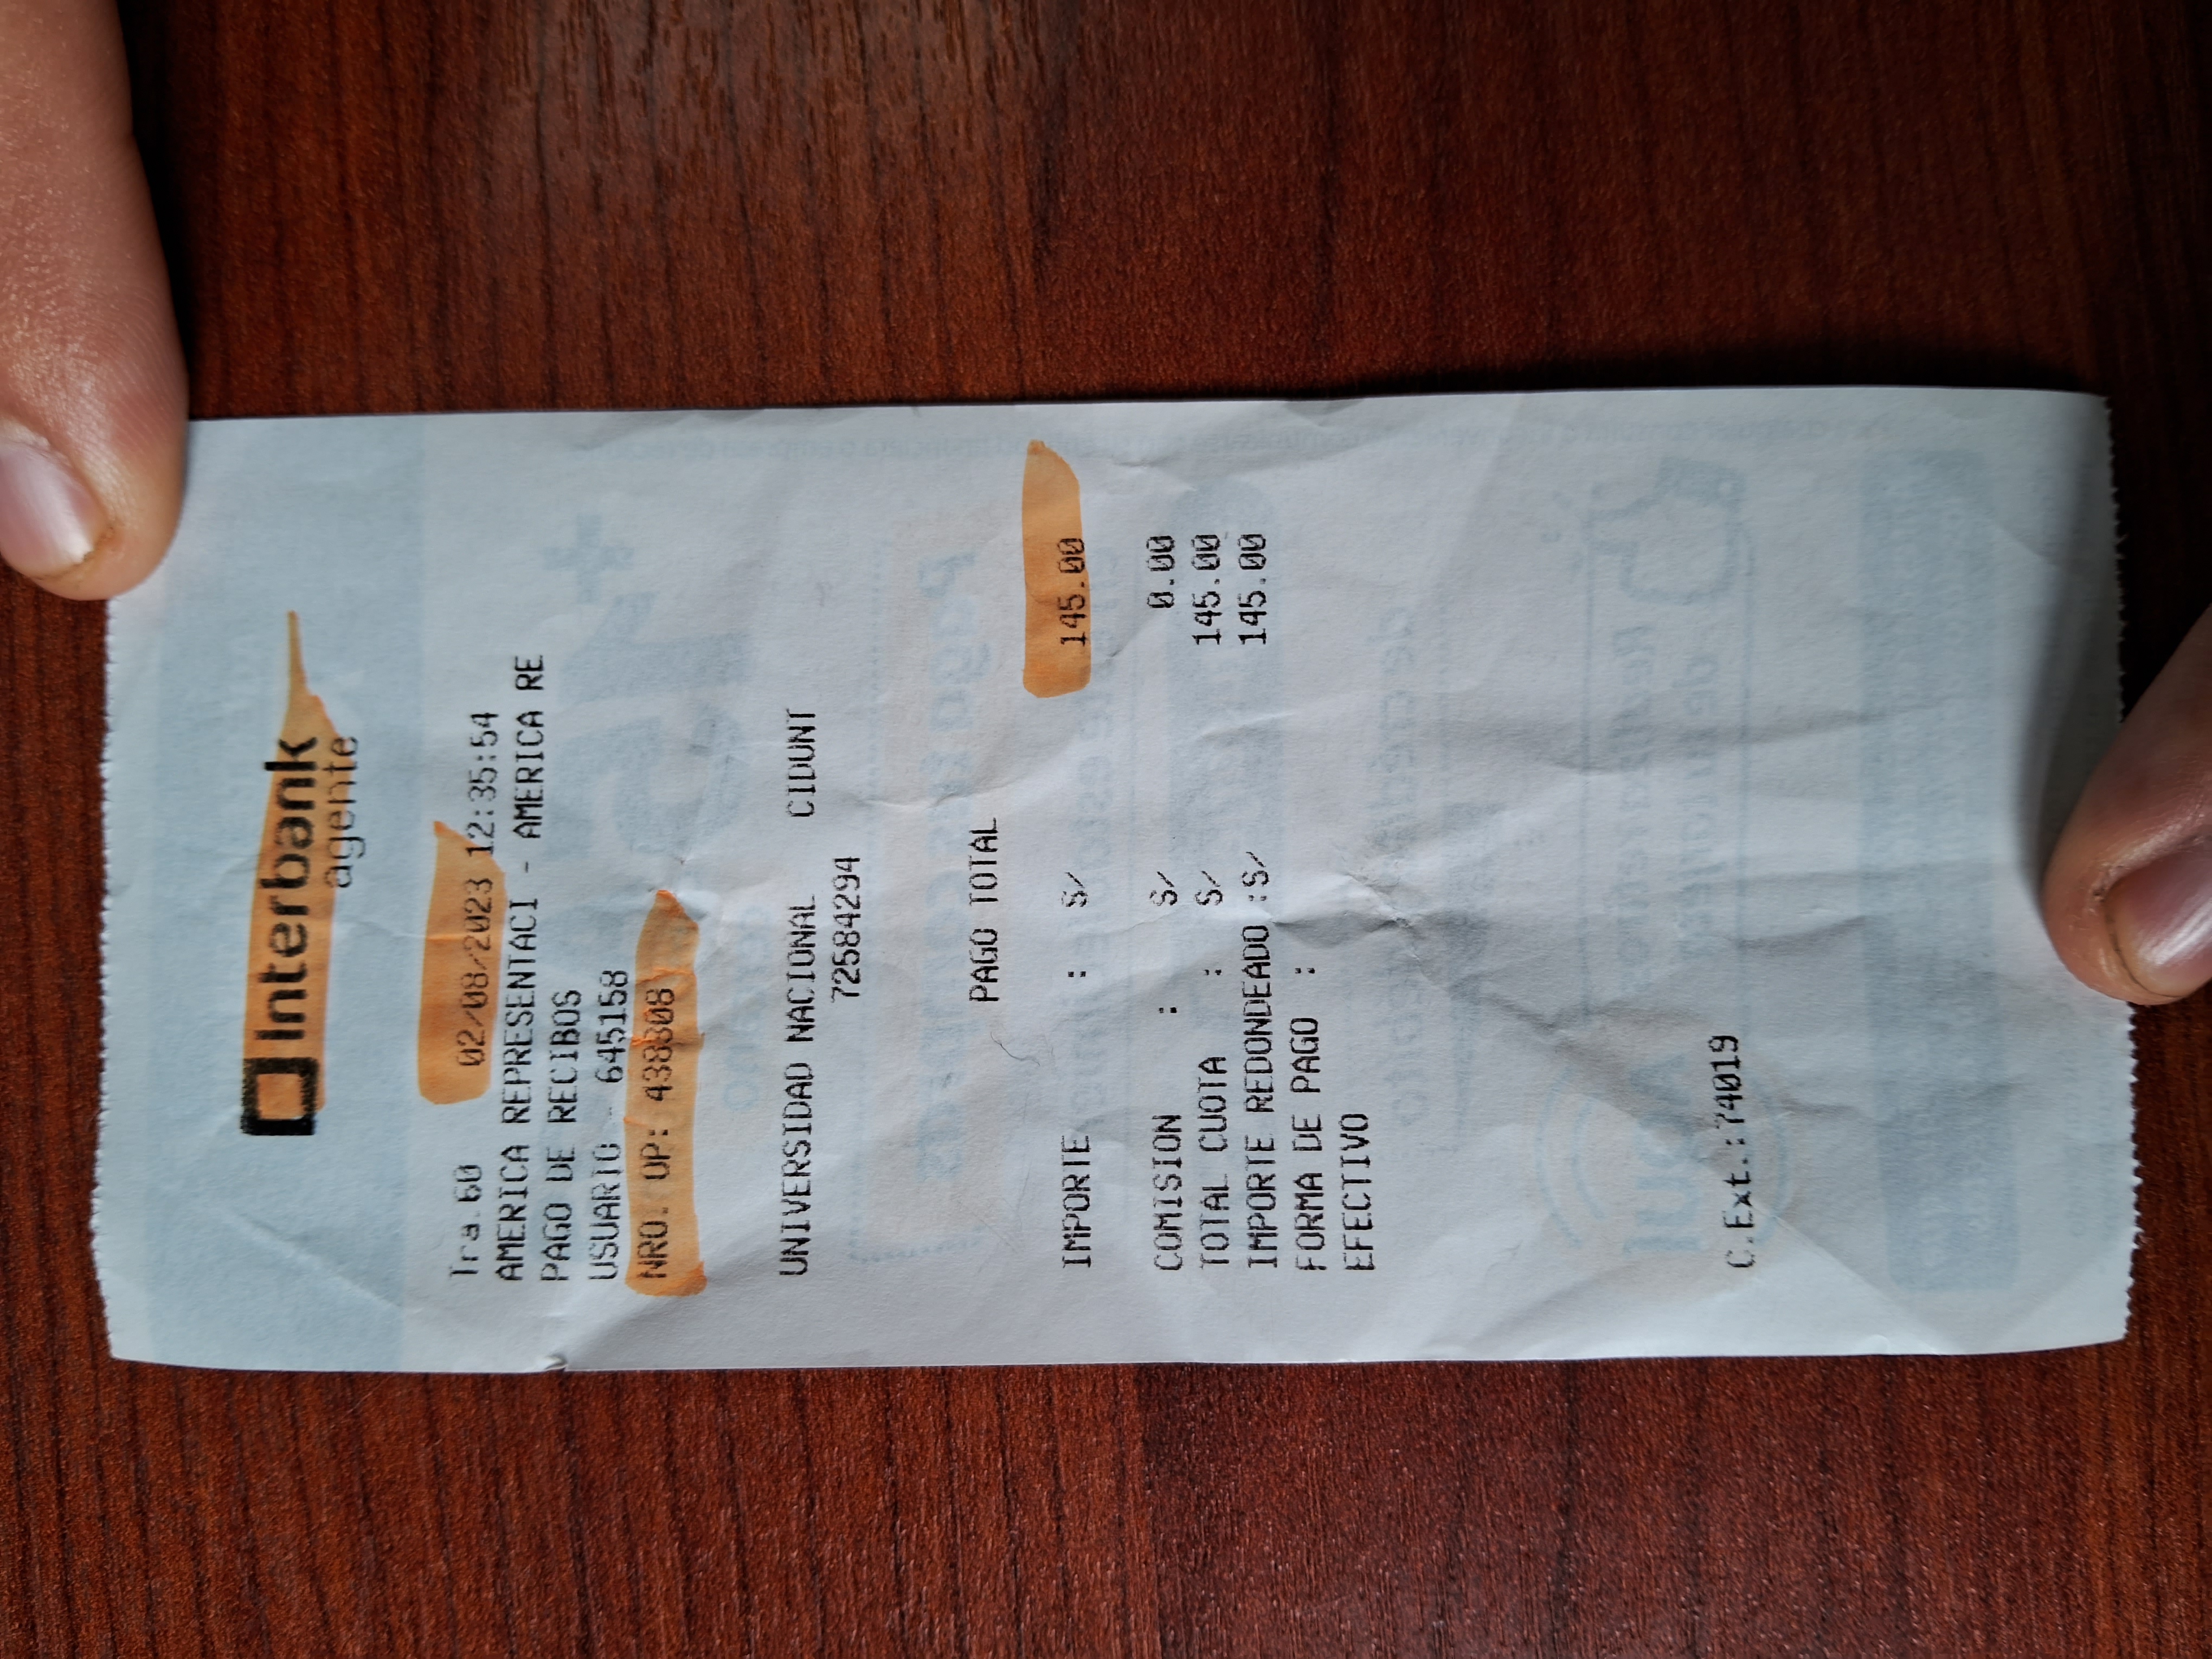 Interbank
agente
Tra.60 02/08/2023 12:35:54
AMERICA REPRESENTACI - AMERICA RE
PAGO DE RECIBOS
USUARIO 645158
NRO. OP: 438808
UNIVERSIDAD NACIONAL CIDUNT
72584294
PAGO TOTAL
IMPORTE : S/ 145.00
COMISION : S/ 0.00
TOTAL CUOTA : S/ 145.00
IMPORTE REDONDEADO :S/ 145.00
FORMA DE PAGO :
EFECTIVO
C.Ext.:74019